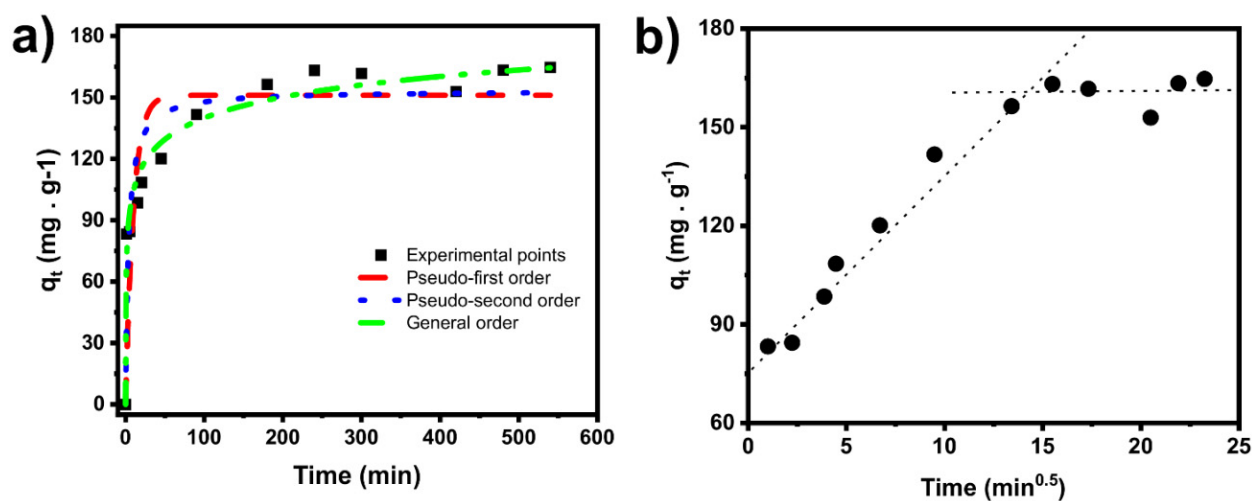 a)
180
150
120
90
60
30
0
q_t (mg . g-1)
Experimental points
Pseudo-first order
Pseudo-second order
General order
0 100 200 300 400 500 600
Time (min)
b)
180
150
120
90
60
q_t (mg . g⁻¹)
0 5 10 15 20 25
Time (min⁰·⁵)